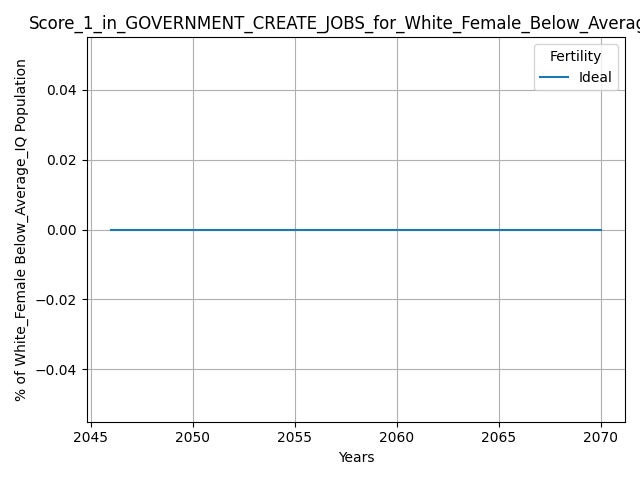 Score_1_in_GOVERNMENT_CREATE_JOBS_for_White_Female_Below_Averag
Fertility
Ideal
% of White_Female Below_Average_IQ Population
0.04
0.02
0.00
−0.02
−0.04
2045 2050 2055 2060 2065 2070
Years